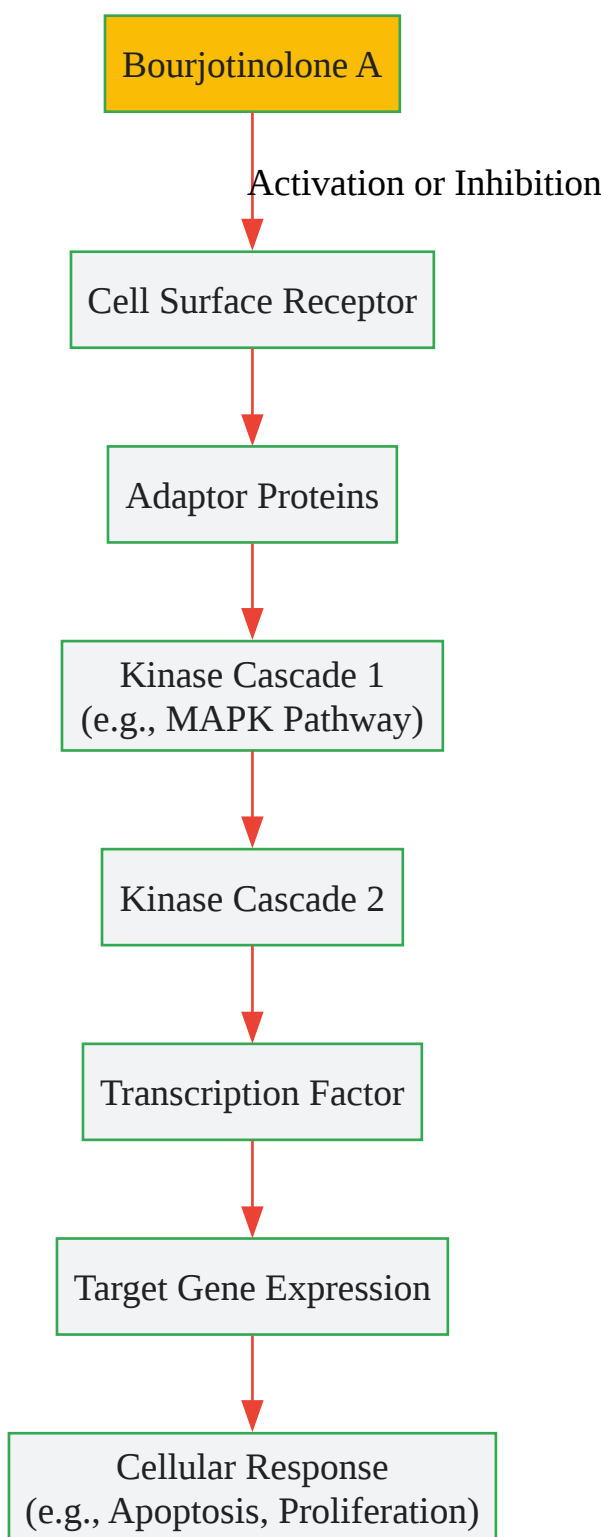 Bourjotinolone A
Activation or Inhibition
Cell Surface Receptor
Adaptor Proteins
Kinase Cascade 1
(e.g., MAPK Pathway)
Kinase Cascade 2
Transcription Factor
Target Gene Expression
Cellular Response
(e.g., Apoptosis, Proliferation)